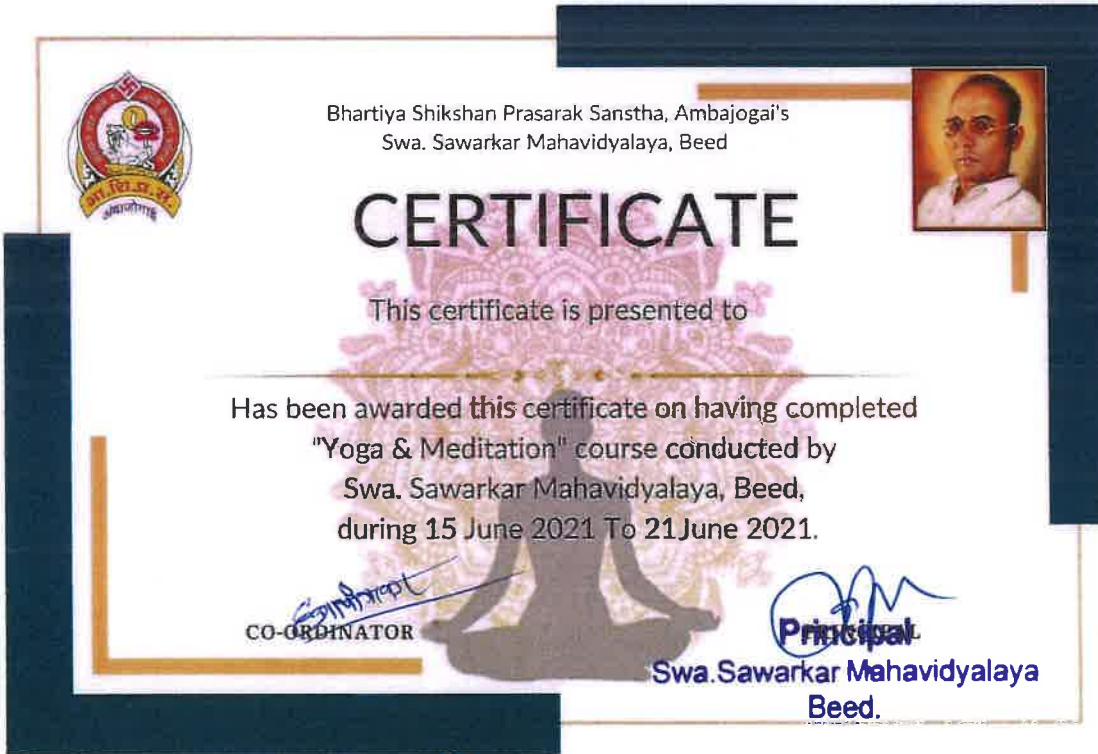 Bhartiya Shikshan Prasarak Sanstha, Ambajogai's
Swa. Sawarkar Mahavidyalaya, Beed
भा.शि.प्र.स.
अंबाजोगाई
CERTIFICATE
This certificate is presented to
Has been awarded this certificate on having completed
"Yoga & Meditation" course conducted by
Swa. Sawarkar Mahavidyalaya, Beed,
during 15 June 2021 To 21June 2021.
CO-ORDINATOR
Principal
Swa.Sawarkar Mahavidyalaya
Beed.